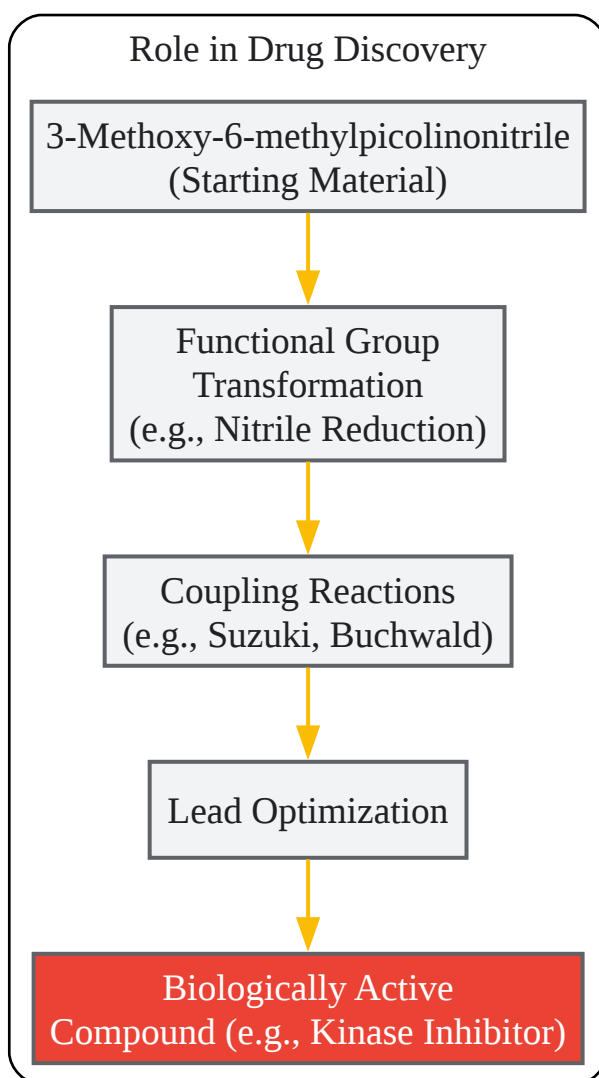 Role in Drug Discovery
3-Methoxy-6-methylpicolinonitrile
(Starting Material)
Functional Group
Transformation
(e.g., Nitrile Reduction)
Coupling Reactions
(e.g., Suzuki, Buchwald)
Lead Optimization
Biologically Active
Compound (e.g., Kinase Inhibitor)